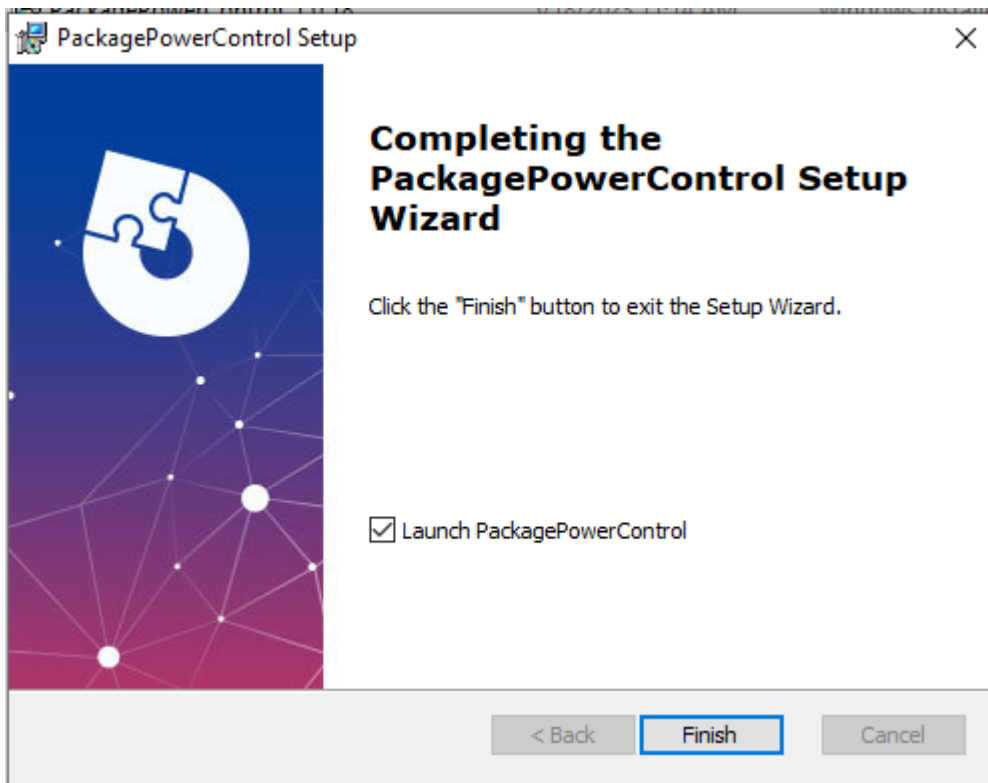 PackagePowerControl Setup
Completing the
PackagePowerControl Setup
Wizard
Click the "Finish" button to exit the Setup Wizard.
Launch PackagePowerControl
< Back
Finish
Cancel